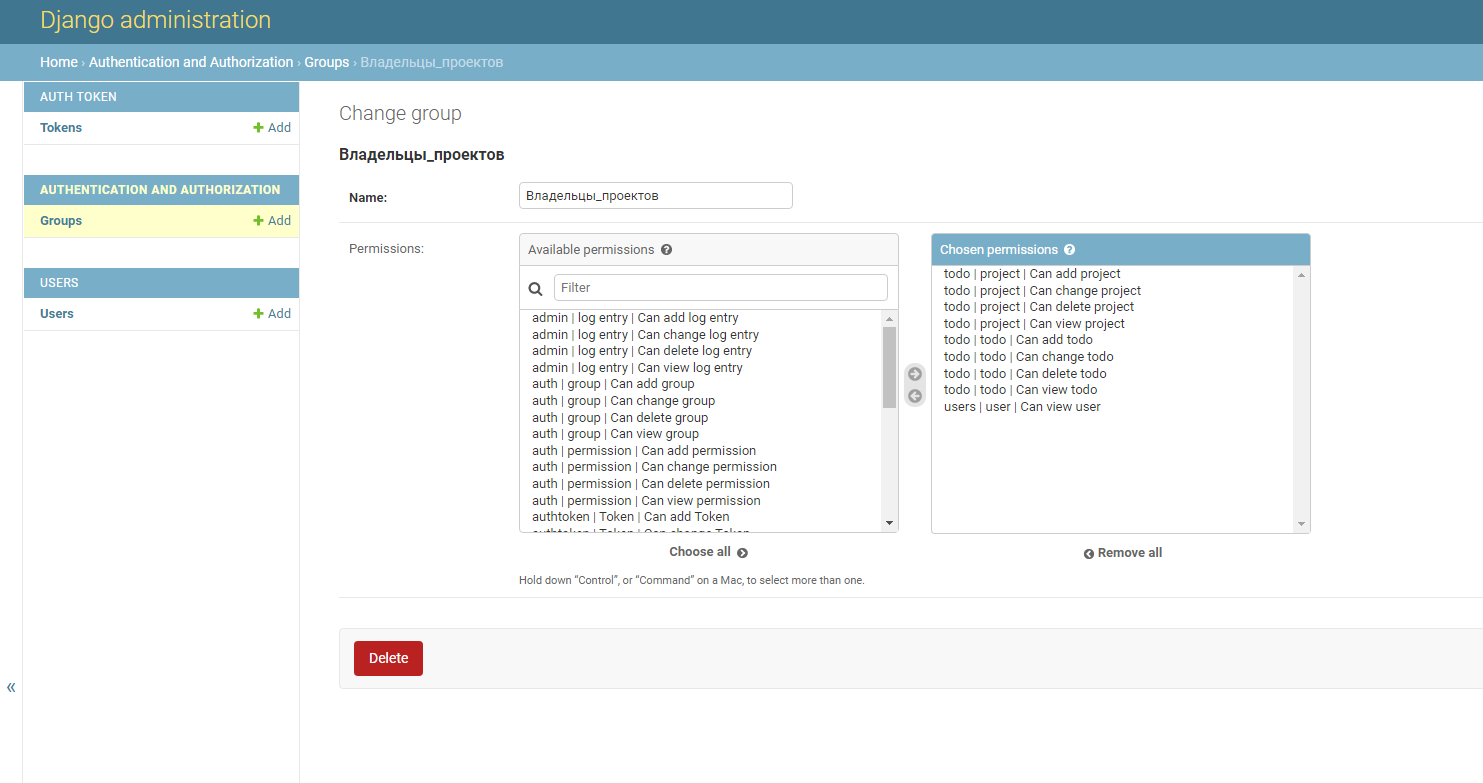 Django administration
Home › Authentication and Authorization › Groups › Владельцы_проектов
AUTH TOKEN
Tokens
Add
AUTHENTICATION AND AUTHORIZATION
Groups
Add
USERS
Users
Add
«
Change group
Владельцы_проектов
Name:
Владельцы_проектов
Permissions:
Available permissions
Filter
admin | log entry | Can add log entry
admin | log entry | Can change log entry
admin | log entry | Can delete log entry
admin | log entry | Can view log entry
auth | group | Can add group
auth | group | Can change group
auth | group | Can delete group
auth | group | Can view group
auth | permission | Can add permission
auth | permission | Can change permission
auth | permission | Can delete permission
auth | permission | Can view permission
authtoken | Token | Can add Token
authtoken | Token | Can change Token
Choose all
Hold down “Control”, or “Command” on a Mac, to select more than one.
Chosen permissions
todo | project | Can add project
todo | project | Can change project
todo | project | Can delete project
todo | project | Can view project
todo | todo | Can add todo
todo | todo | Can change todo
todo | todo | Can delete todo
todo | todo | Can view todo
users | user | Can view user
Remove all
Delete